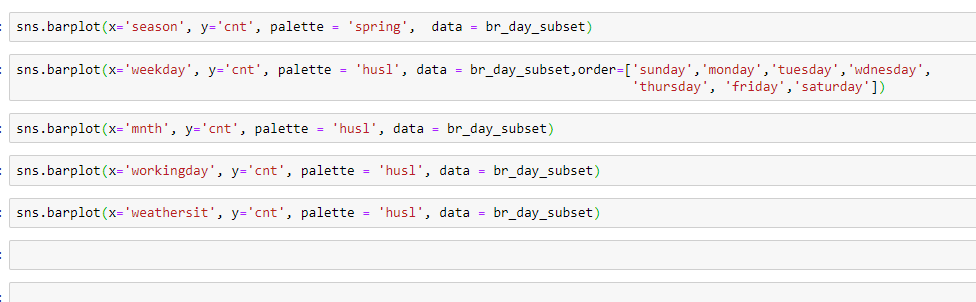 sns.barplot(x='season', y='cnt', palette = 'spring',  data = br_day_subset)
sns.barplot(x='weekday', y='cnt', palette = 'husl', data = br_day_subset,order=['sunday','monday','tuesday','wdnesday',
'thursday', 'friday','saturday'])
sns.barplot(x='mnth', y='cnt', palette = 'husl', data = br_day_subset)
sns.barplot(x='workingday', y='cnt', palette = 'husl', data = br_day_subset)
sns.barplot(x='weathersit', y='cnt', palette = 'husl', data = br_day_subset)